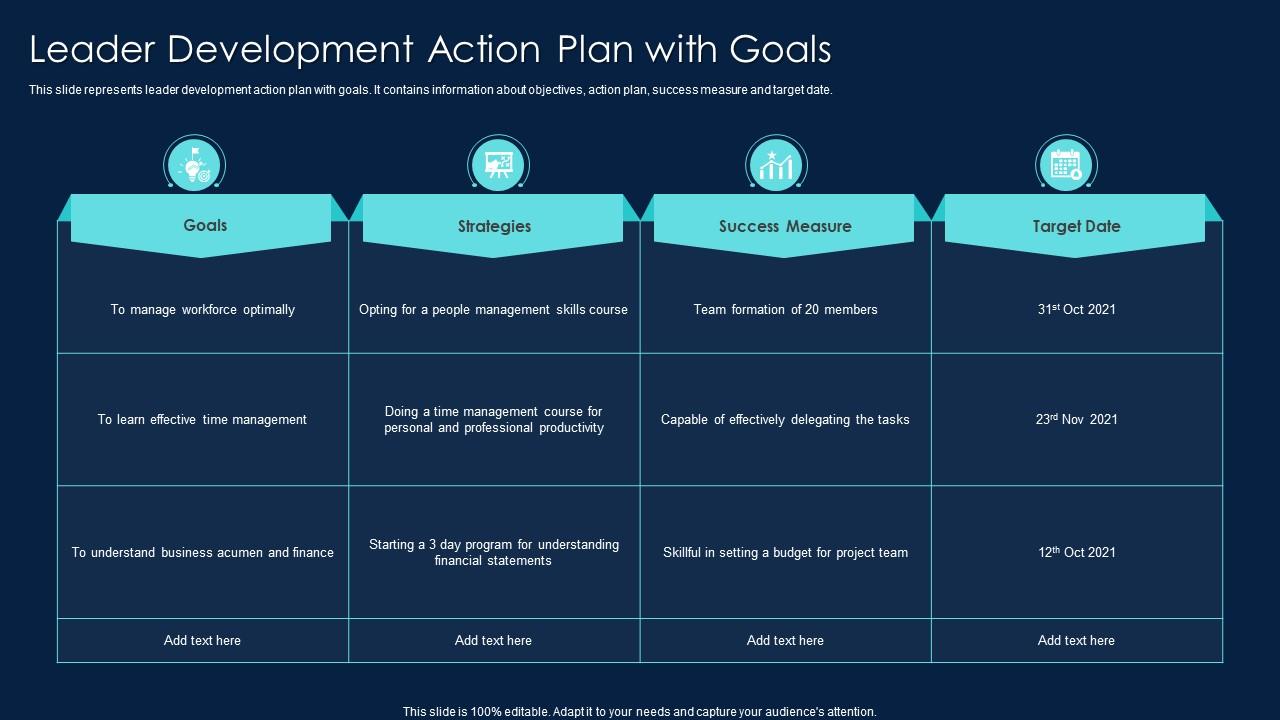 Leader Development Action Plan with Goals
This slide represents leader development action plan with goals. It contains information about objectives, action plan, success measure and target date.
Goals
Strategies
Success Measure
Target Date
To manage workforce optimally
Opting for a people management skills course
Team formation of 20 members
31st Oct 2021
To learn effective time management
Doing a time management course for
personal and professional productivity
Capable of effectively delegating the tasks
23rd Nov 2021
To understand business acumen and finance
Starting a 3 day program for understanding
financial statements
Skillful in setting a budget for project team
12th Oct 2021
Add text here
Add text here
Add text here
Add text here
This slide is 100% editable. Adapt it to your needs and capture your audience's attention.